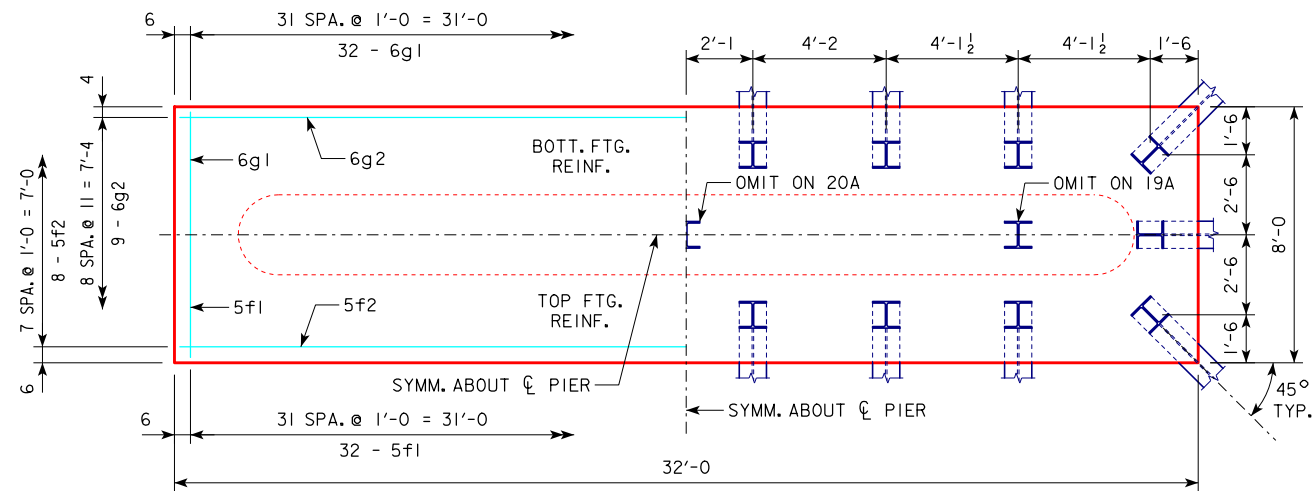 6
31 SPA. @ 1'-0 = 31'-0
32 - 6g1
2'-1
4'-2
4'-1½
4'-1½
1'-6
4
8 SPA. @ 11 = 7'-4
9 - 6g2
7 SPA. @ 1'-0 = 7'-0
8 - 5f2
6
6g1
6g2
BOTT. FTG.
REINF.
OMIT ON 20A
OMIT ON 19A
1'-6
2'-6
2'-6
1'-6
8'-0
5f1
5f2
TOP FTG.
REINF.
SYMM. ABOUT ℄ PIER
SYMM. ABOUT ℄ PIER
45°
TYP.
6
31 SPA. @ 1'-0 = 31'-0
32 - 5f1
32'-0